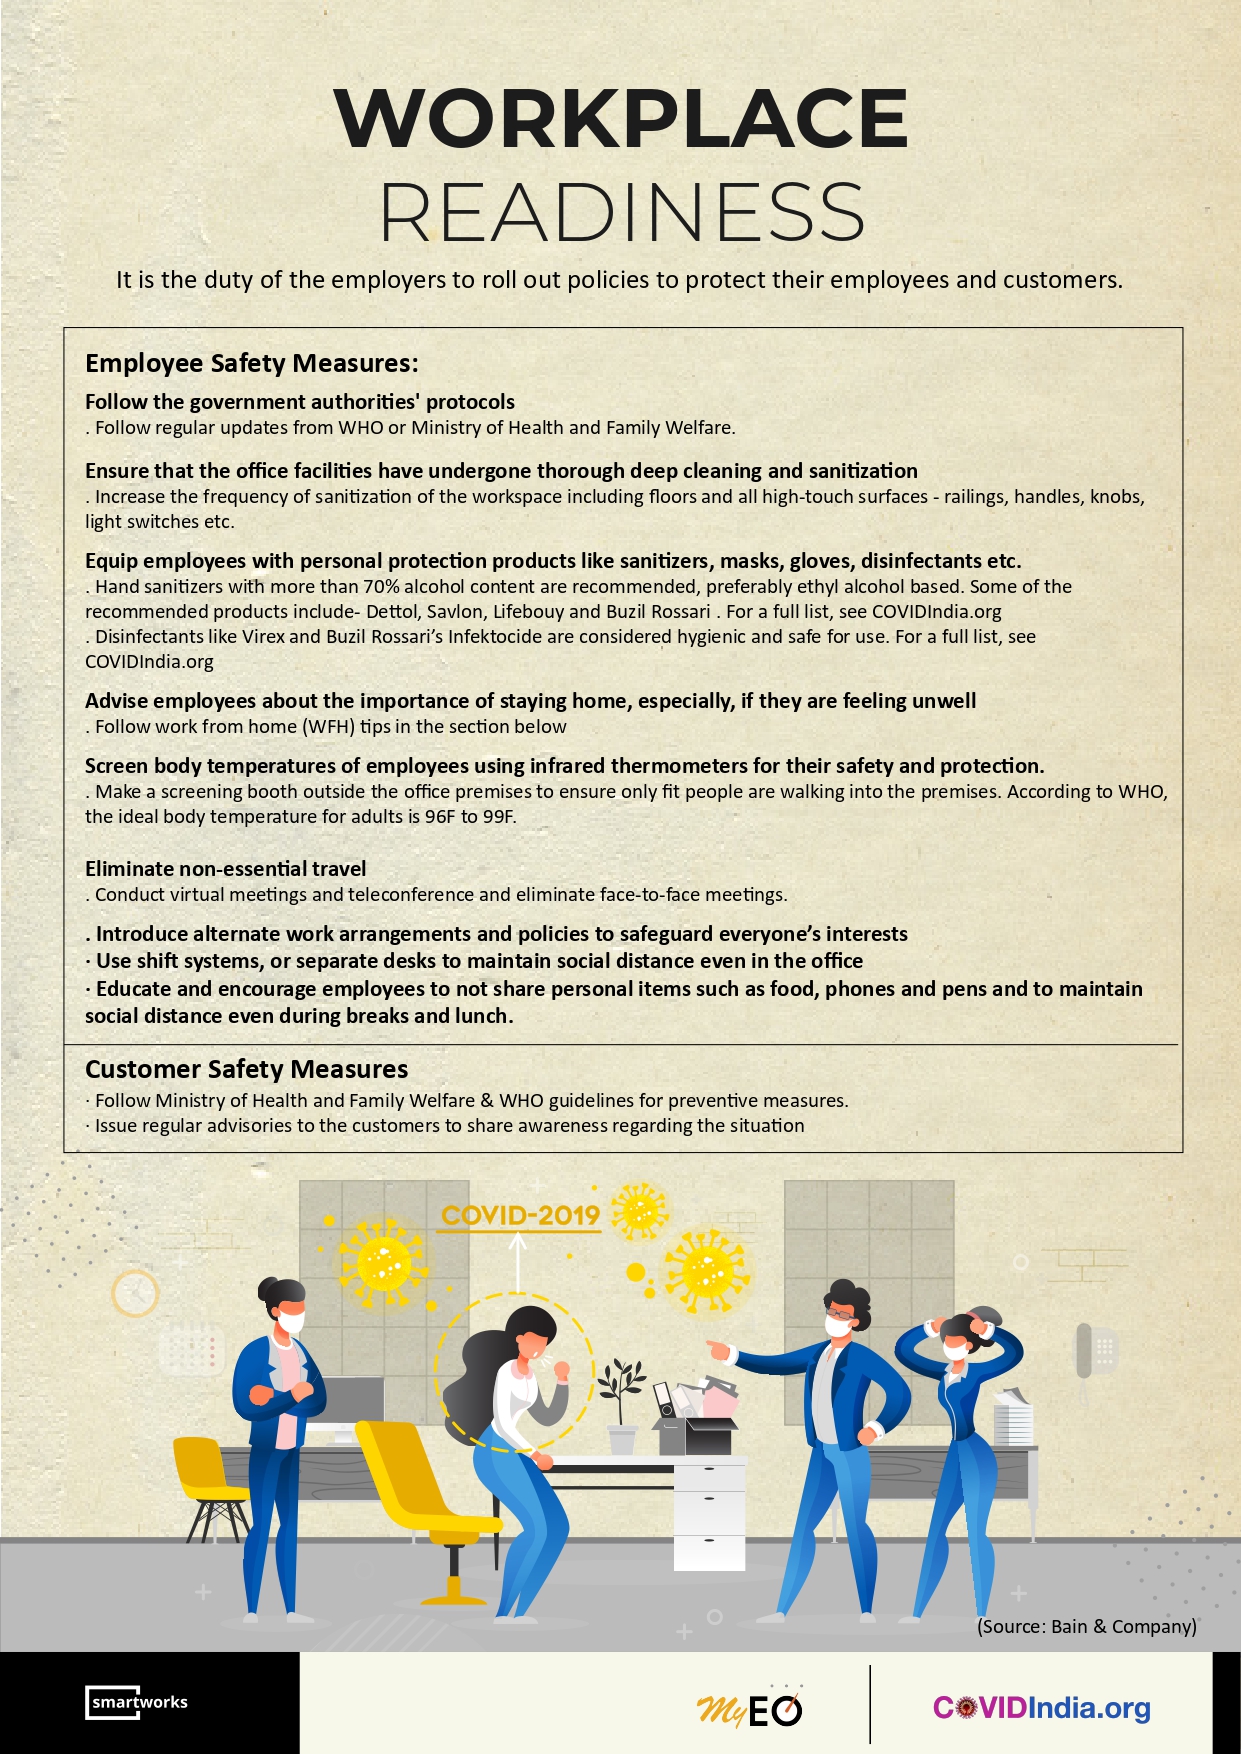 WORKPLACE
READINESS
It is the duty of the employers to roll out policies to protect their employees and customers.
Employee Safety Measures:
Follow the government authorities' protocols
. Follow regular updates from WHO or Ministry of Health and Family Welfare.
Ensure that the office facilities have undergone thorough deep cleaning and sanitization
. Increase the frequency of sanitization of the workspace including floors and all high-touch surfaces - railings, handles, knobs,
light switches etc.
Equip employees with personal protection products like sanitizers, masks, gloves, disinfectants etc.
. Hand sanitizers with more than 70% alcohol content are recommended, preferably ethyl alcohol based. Some of the
recommended products include- Dettol, Savlon, Lifebouy and Buzil Rossari . For a full list, see COVIDIndia.org
. Disinfectants like Virex and Buzil Rossari’s Infektocide are considered hygienic and safe for use. For a full list, see
COVIDIndia.org
Advise employees about the importance of staying home, especially, if they are feeling unwell
. Follow work from home (WFH) tips in the section below
Screen body temperatures of employees using infrared thermometers for their safety and protection.
. Make a screening booth outside the office premises to ensure only fit people are walking into the premises. According to WHO,
the ideal body temperature for adults is 96F to 99F.
Eliminate non-essential travel
. Conduct virtual meetings and teleconference and eliminate face-to-face meetings.
. Introduce alternate work arrangements and policies to safeguard everyone’s interests
· Use shift systems, or separate desks to maintain social distance even in the office
· Educate and encourage employees to not share personal items such as food, phones and pens and to maintain
social distance even during breaks and lunch.
Customer Safety Measures
· Follow Ministry of Health and Family Welfare & WHO guidelines for preventive measures.
· Issue regular advisories to the customers to share awareness regarding the situation
COVID-2019
(Source: Bain & Company)
smartworks
MyEO
COVIDIndia.org